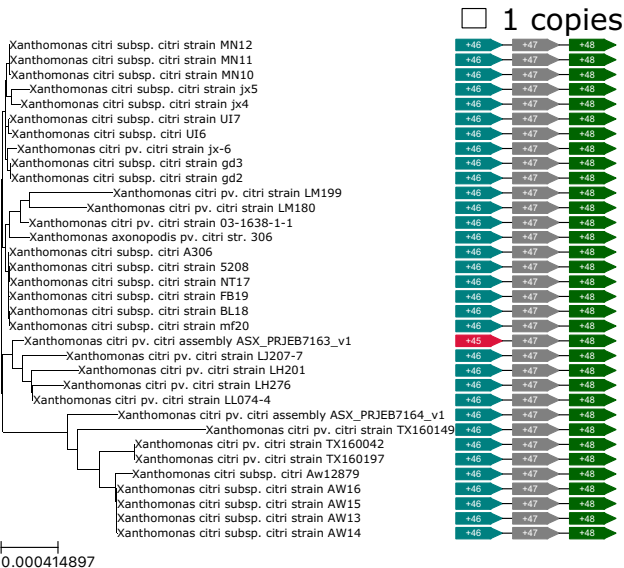 1 copies
Xanthomonas citri subsp. citri strain MN12 +46 +47 +48
Xanthomonas citri subsp. citri strain MN11 +46 +47 +48
Xanthomonas citri subsp. citri strain MN10 +46 +47 +48
Xanthomonas citri subsp. citri strain jx5 +46 +47 +48
Xanthomonas citri subsp. citri strain jx4 +46 +47 +48
Xanthomonas citri subsp. citri strain UI7 +46 +47 +48
Xanthomonas citri subsp. citri UI6 +46 +47 +48
Xanthomonas citri pv. citri strain jx-6 +46 +47 +48
Xanthomonas citri subsp. citri strain gd3 +46 +47 +48
Xanthomonas citri subsp. citri strain gd2 +46 +47 +48
Xanthomonas citri pv. citri strain LM199 +46 +47 +48
Xanthomonas citri pv. citri strain LM180 +46 +47 +48
Xanthomonas citri pv. citri strain 03-1638-1-1 +46 +47 +48
Xanthomonas axonopodis pv. citri str. 306 +46 +47 +48
Xanthomonas citri subsp. citri A306 +46 +47 +48
Xanthomonas citri subsp. citri strain 5208 +46 +47 +48
Xanthomonas citri subsp. citri strain NT17 +46 +47 +48
Xanthomonas citri subsp. citri strain FB19 +46 +47 +48
Xanthomonas citri subsp. citri strain BL18 +46 +47 +48
Xanthomonas citri subsp. citri strain mf20 +46 +47 +48
Xanthomonas citri pv. citri assembly ASX_PRJEB7163_v1 +45 +47 +48
Xanthomonas citri pv. citri strain LJ207-7 +46 +47 +48
Xanthomonas citri pv. citri strain LH201 +46 +47 +48
Xanthomonas citri pv. citri strain LH276 +46 +47 +48
Xanthomonas citri pv. citri strain LL074-4 +46 +47 +48
Xanthomonas citri pv. citri assembly ASX_PRJEB7164_v1 +46 +47 +48
Xanthomonas citri pv. citri strain TX160149 +46 +47 +48
Xanthomonas citri pv. citri strain TX160042 +46 +47 +48
Xanthomonas citri pv. citri strain TX160197 +46 +47 +48
Xanthomonas citri subsp. citri Aw12879 +46 +47 +48
Xanthomonas citri subsp. citri strain AW16 +46 +47 +48
Xanthomonas citri subsp. citri strain AW15 +46 +47 +48
Xanthomonas citri subsp. citri strain AW13 +46 +47 +48
Xanthomonas citri subsp. citri strain AW14 +46 +47 +48
0.000414897